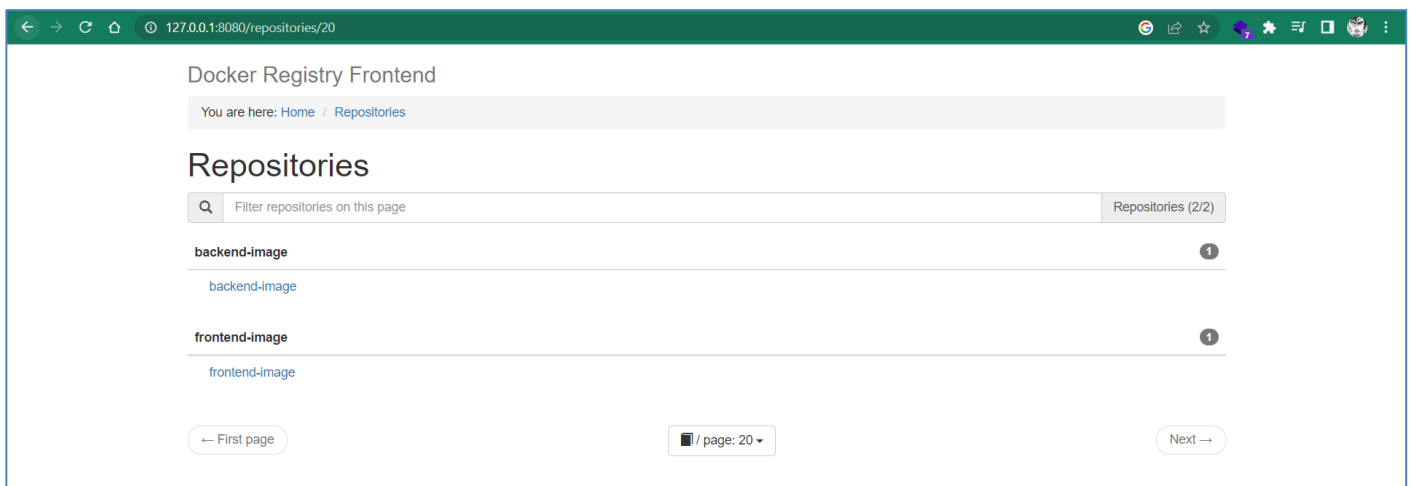 127.0.0.1:8080/repositories/20
7
Docker Registry Frontend
You are here: Home / Repositories
Repositories
Filter repositories on this page Repositories (2/2)
backend-image 1
backend-image
frontend-image 1
frontend-image
← First page / page: 20 Next →